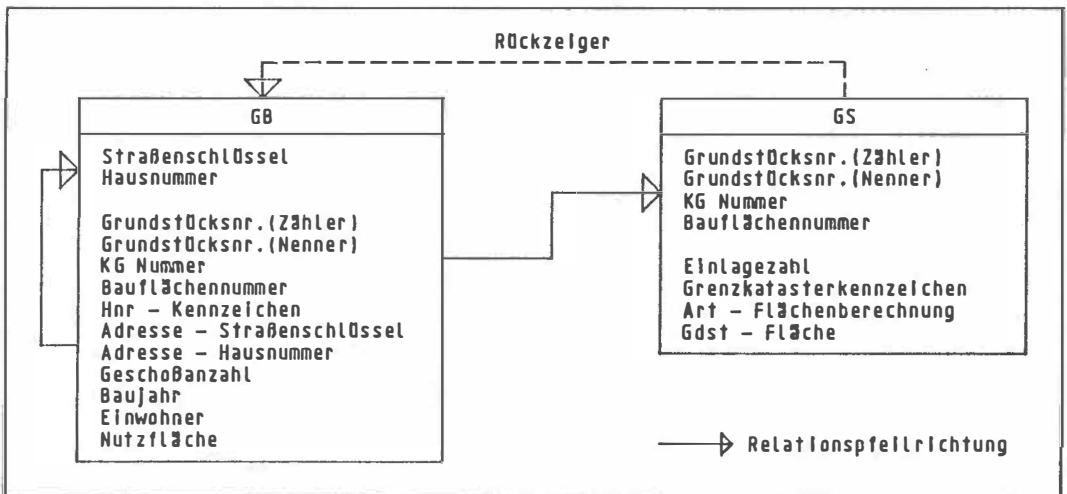 Rückzeiger
GB
Straßenschlüssel
Hausnummer
Grundstücksnr.(Zähler)
Grundstücksnr.(Nenner)
KG Nummer
Bauflächennummer
Hnr – Kennzeichen
Adresse – Straßenschlüssel
Adresse – Hausnummer
Geschoßanzahl
Baujahr
Einwohner
Nutzfläche
GS
Grundstücksnr.(Zähler)
Grundstücksnr.(Nenner)
KG Nummer
Bauflächennummer
Einlagezahl
Grenzkatasterkennzeichen
Art – Flächenberechnung
Gdst – Fläche
Relationspfeilrichtung